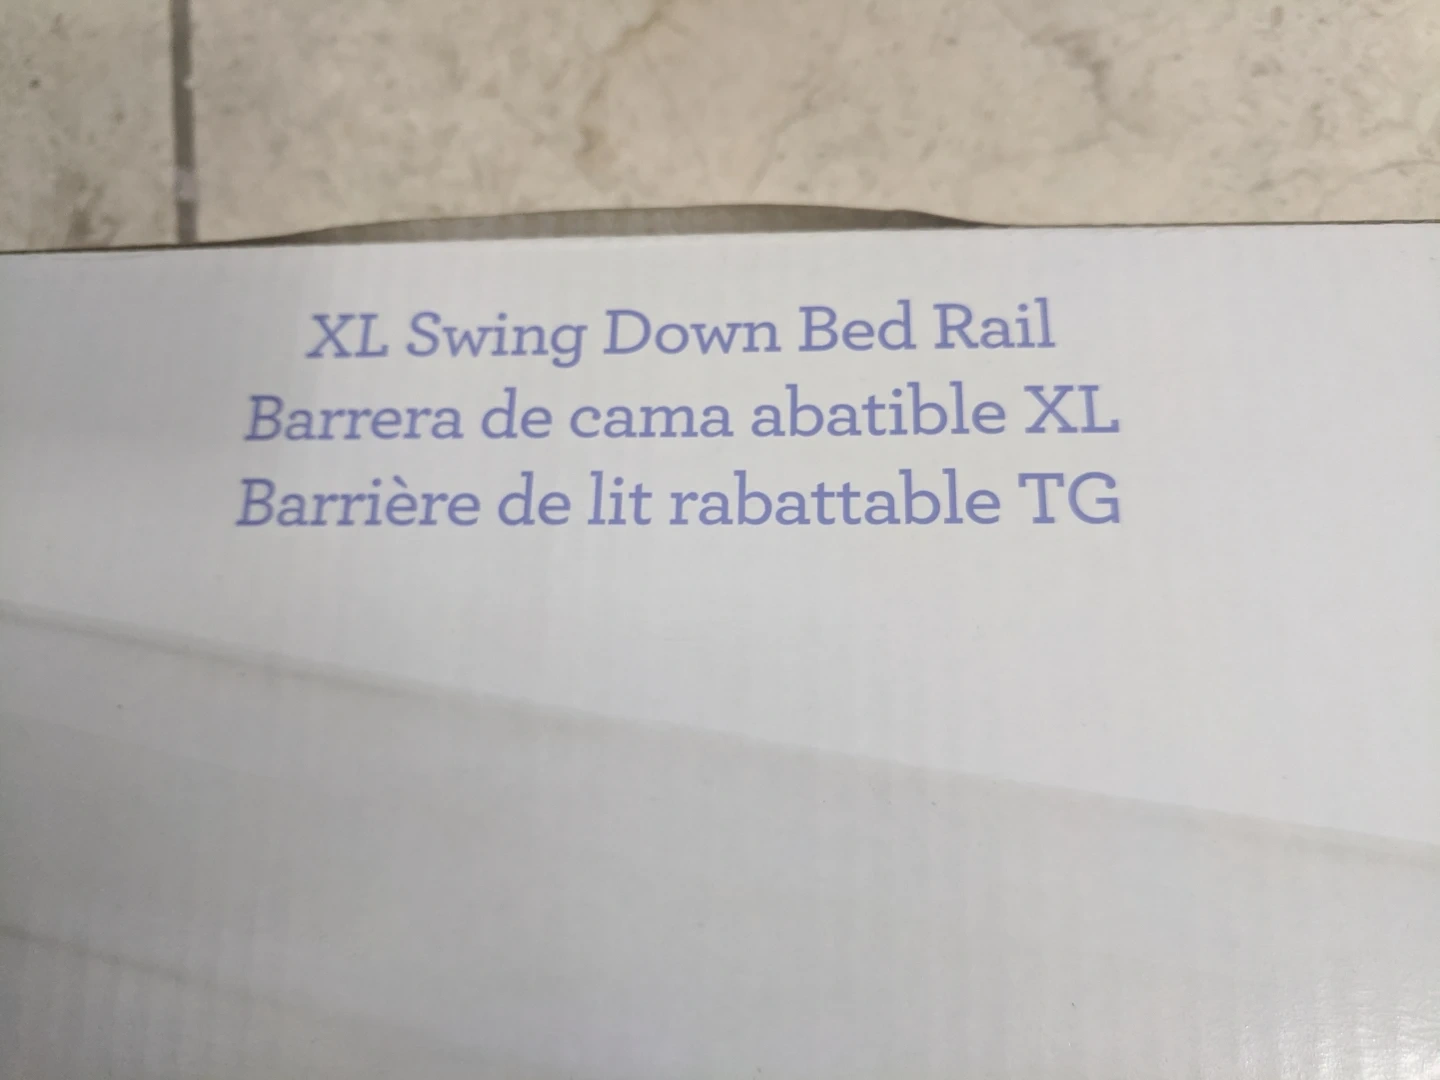 XL Swing Down Bed Rail
Barrera de cama abatible XL
Barrière de lit rabattable TG